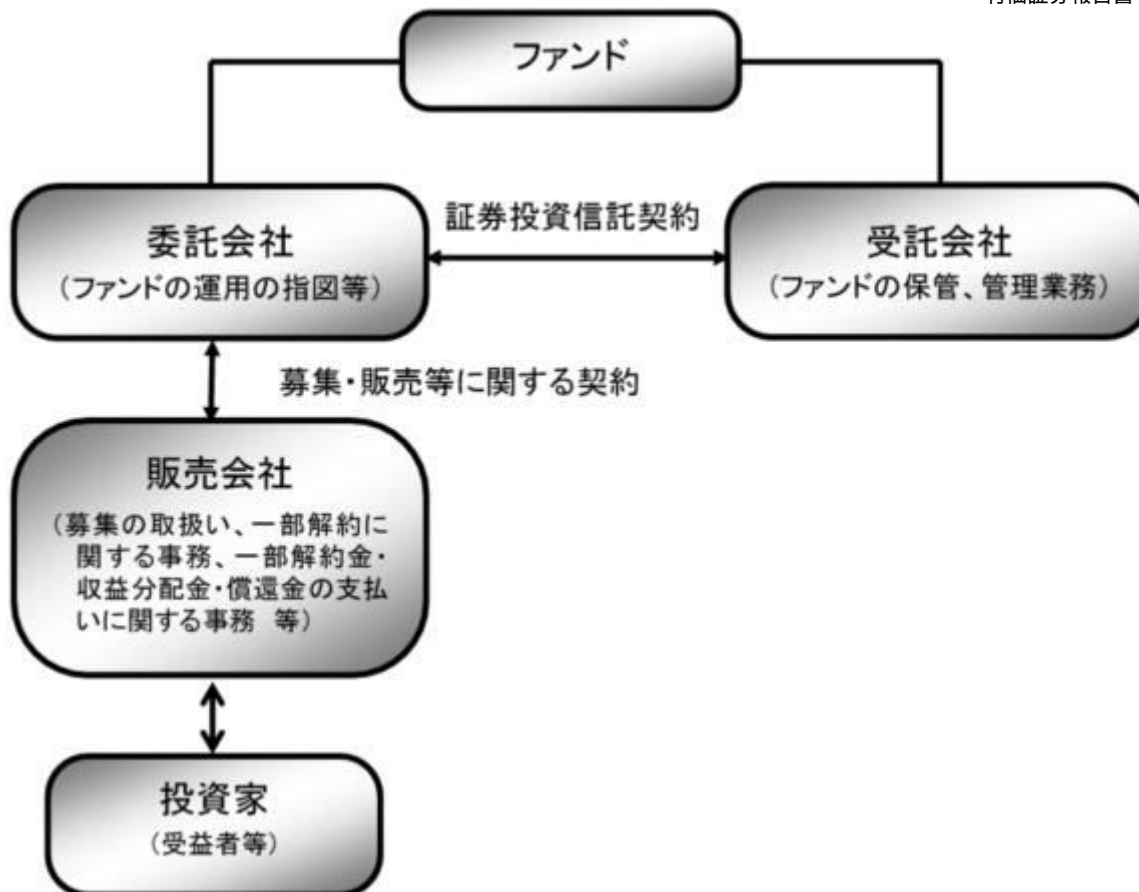 ファンド
委託会社
（ファンドの運用の指図等）
証券投資信託契約
受託会社
（ファンドの保管、管理業務）
募集・販売等に関する契約
販売会社
（募集の取扱い、一部解約に
関する事務、一部解約金・
収益分配金・償還金の支払
いに関する事務 等）
投資家
（受益者等）